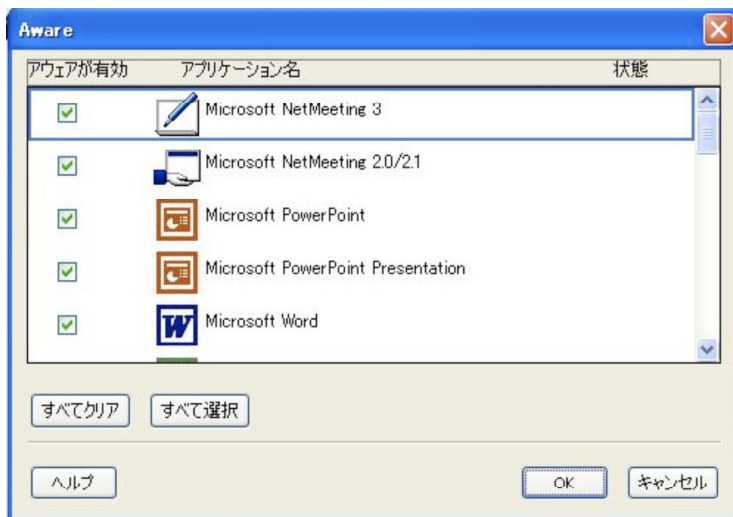 Aware
アウェアが有効 アプリケーション名 状態
Microsoft NetMeeting 3
Microsoft NetMeeting 2.0/2.1
Microsoft PowerPoint
Microsoft PowerPoint Presentation
Microsoft Word
すべてクリア すべて選択
ヘルプ OK キャンセル